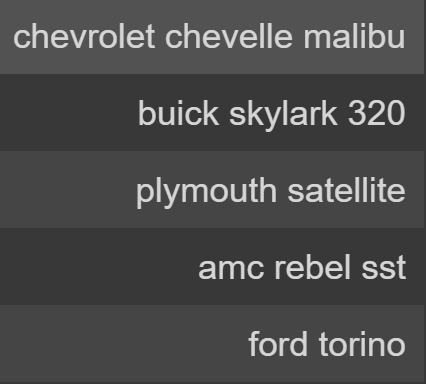 chevrolet chevelle malibu
buick skylark 320
plymouth satellite
amc rebel sst
ford torino